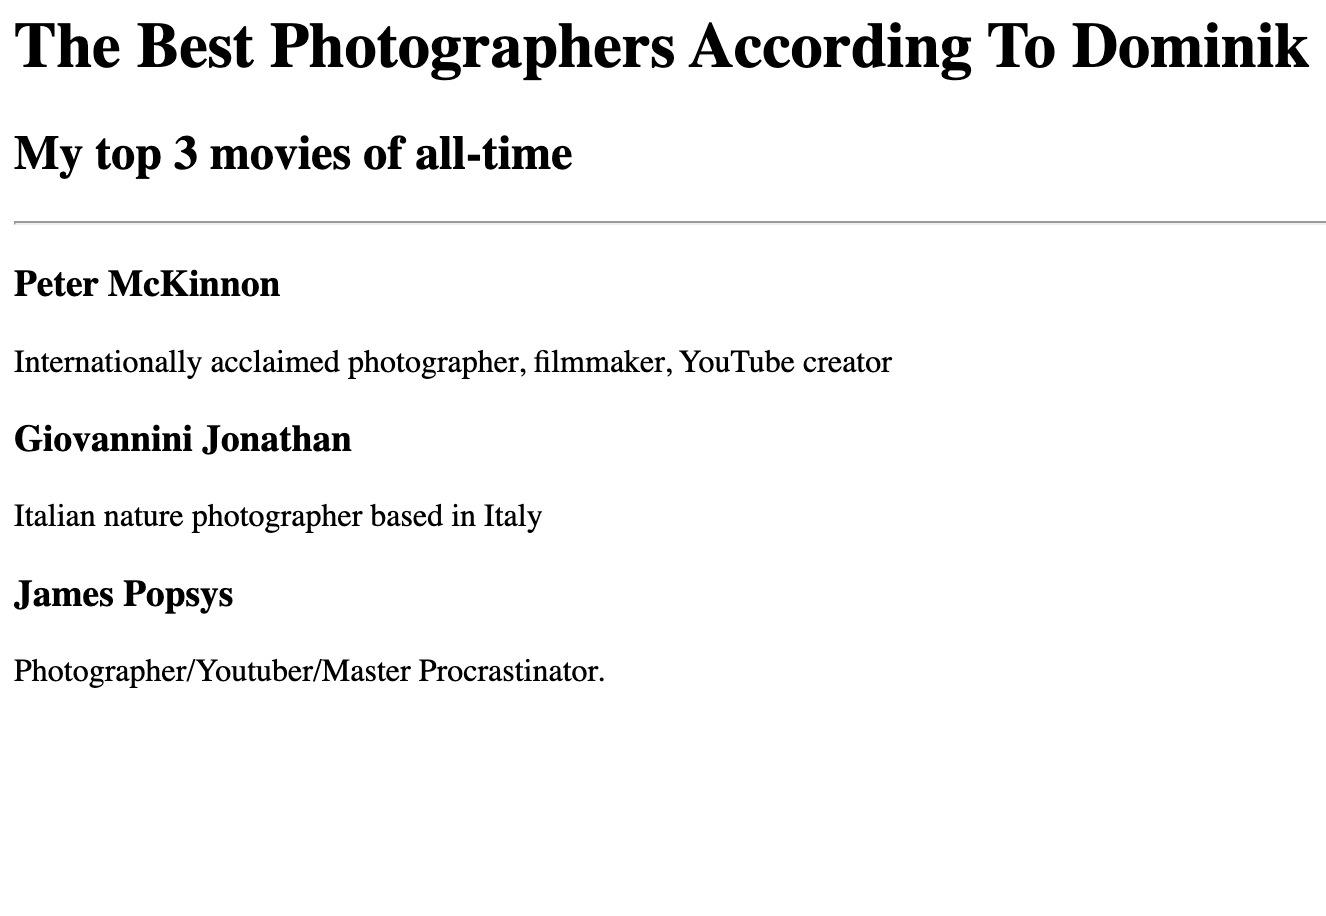 The Best Photographers According To Dominik
My top 3 movies of all-time
Peter McKinnon
Internationally acclaimed photographer, filmmaker, YouTube creator
Giovannini Jonathan
Italian nature photographer based in Italy
James Popsys
Photographer/Youtuber/Master Procrastinator.